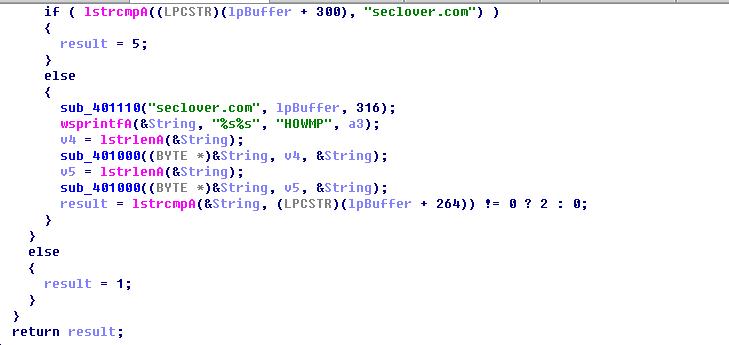 if ( lstrcmpA((LPCSTR)(lpBuffer + 300), "seclover.com") )
{
result = 5;
}
else
{
sub_401110("seclover.com", lpBuffer, 316);
wsprintfA(&String, "%s%s", "HOWMP", a3);
v4 = lstrlenA(&String);
sub_401000((BYTE *)&String, v4, &String);
v5 = lstrlenA(&String);
sub_401000((BYTE *)&String, v5, &String);
result = lstrcmpA(&String, (LPCSTR)(lpBuffer + 264)) != 0 ? 2 : 0;
}
}
else
{
result = 1;
}
}
return result;